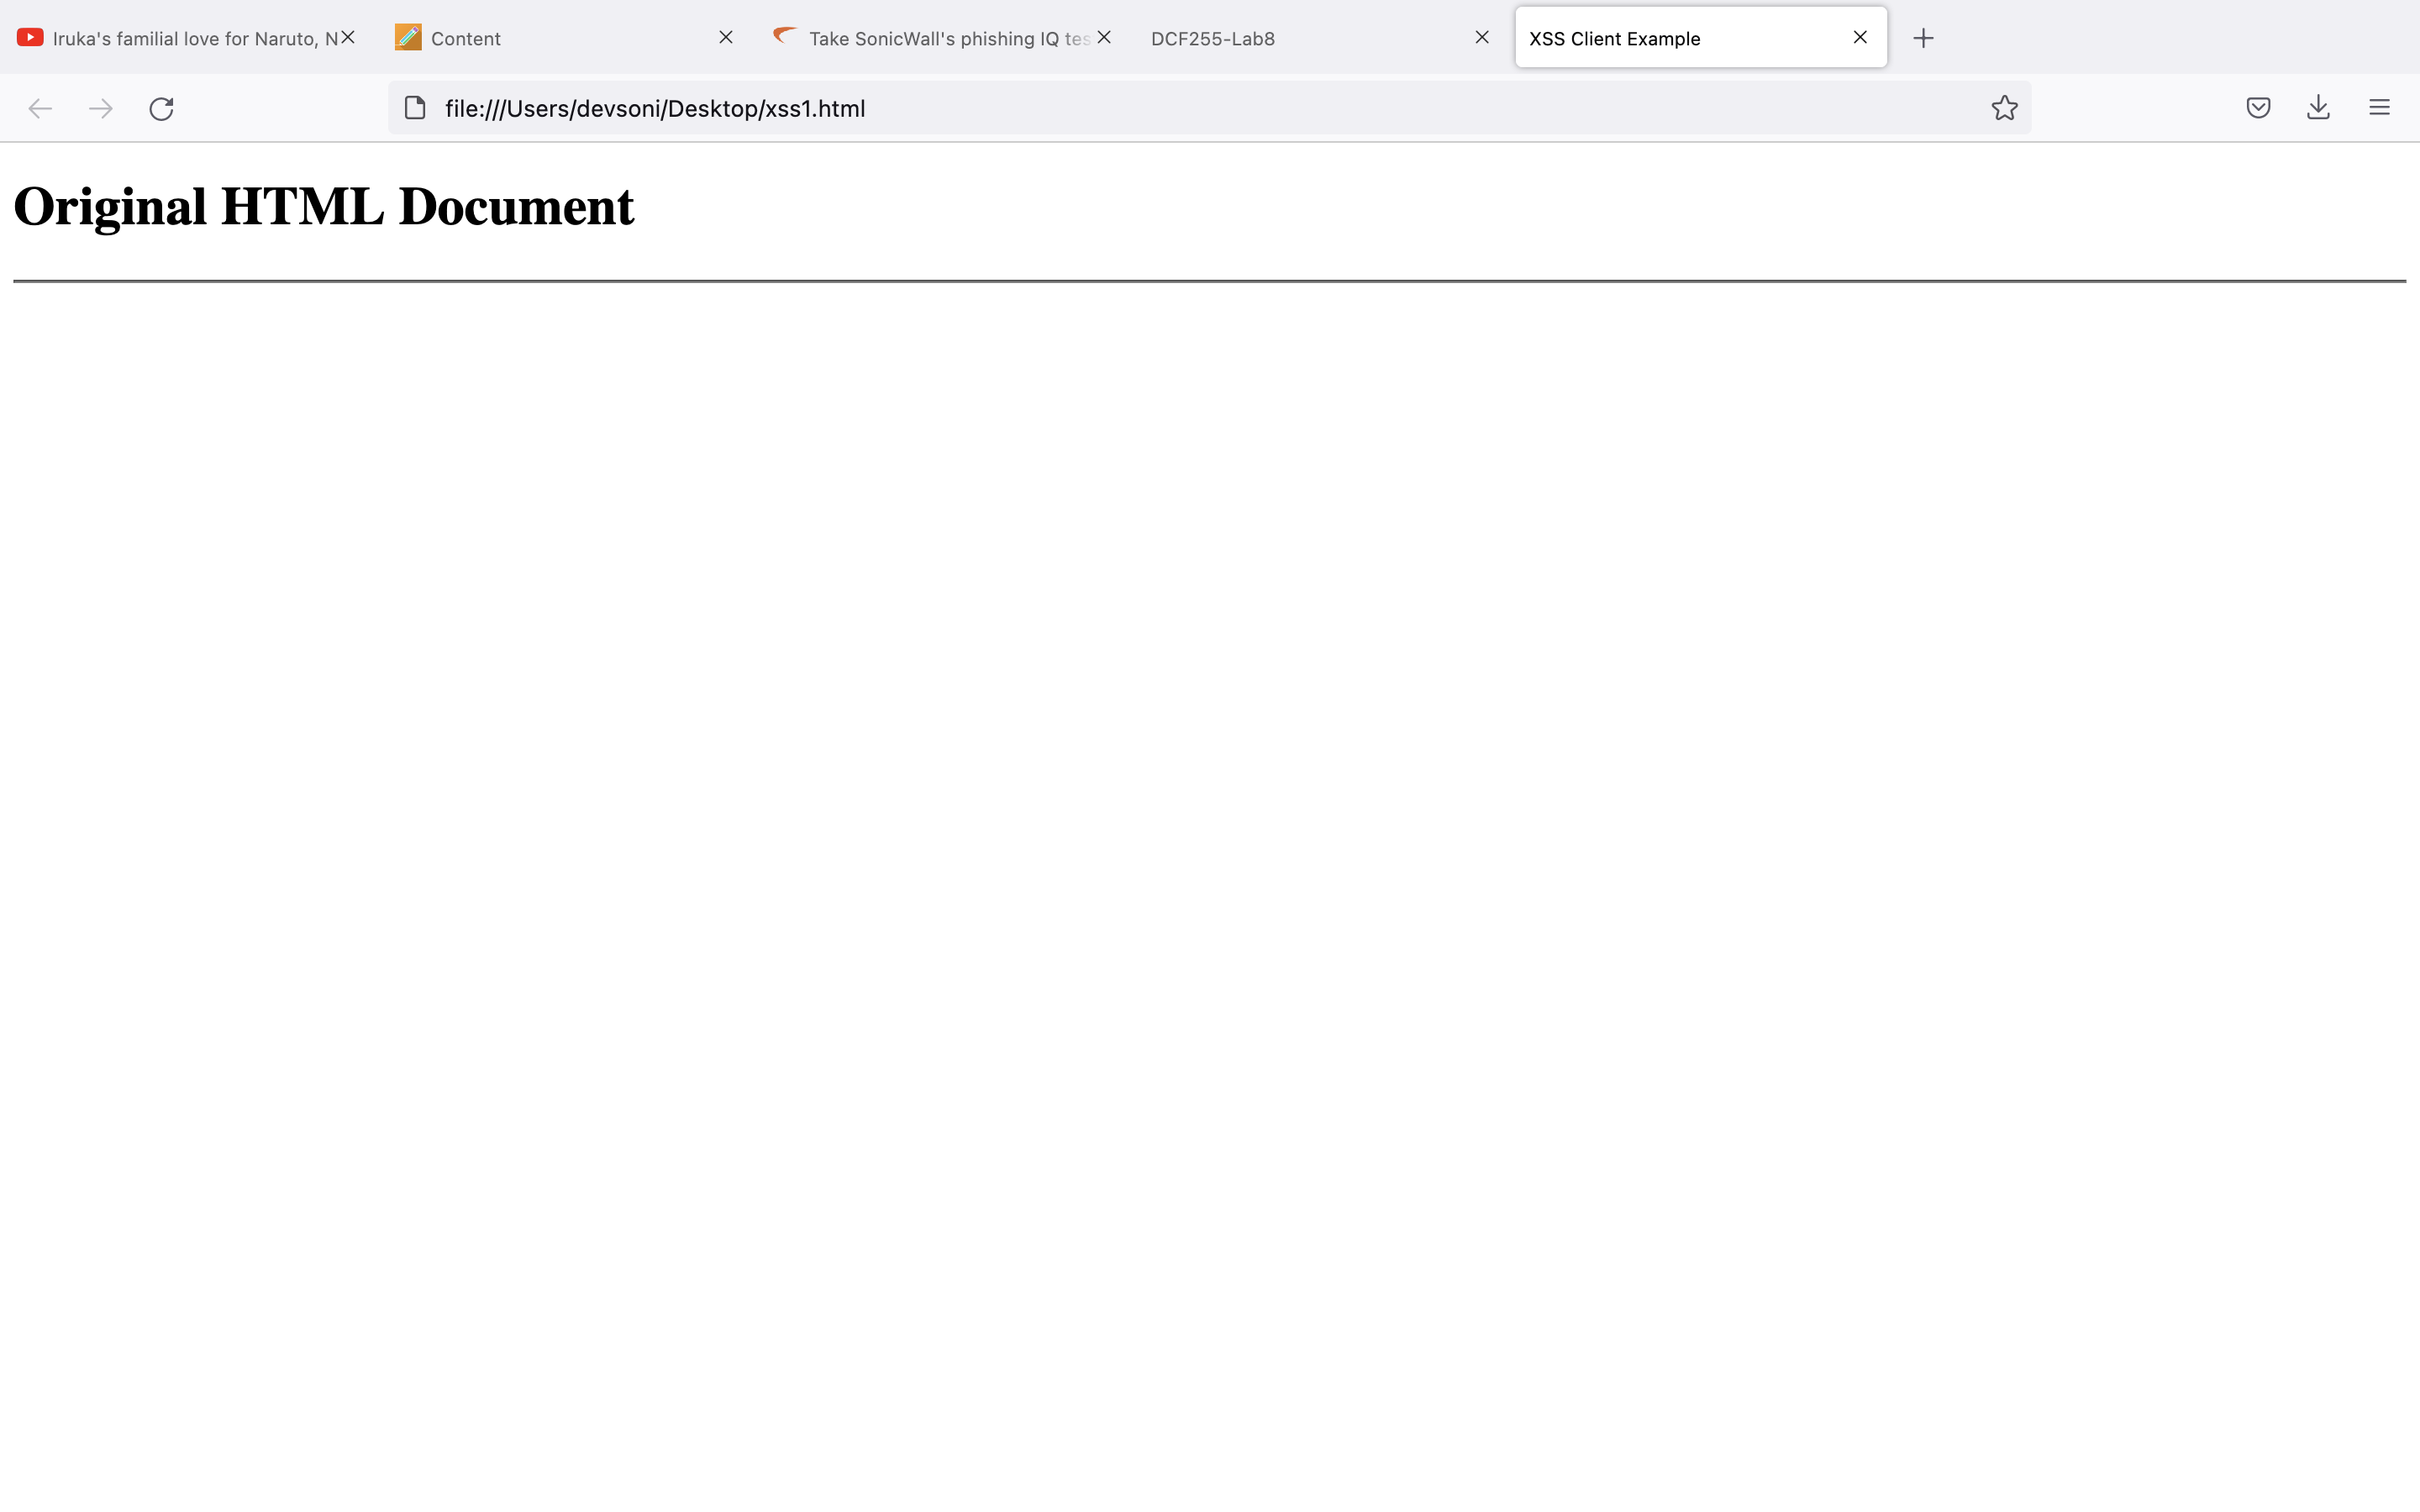 Iruka's familial love for Naruto, N
Content
Take SonicWall's phishing IQ tes
DCF255-Lab8
XSS Client Example
file:///Users/devsoni/Desktop/xss1.html
Original HTML Document